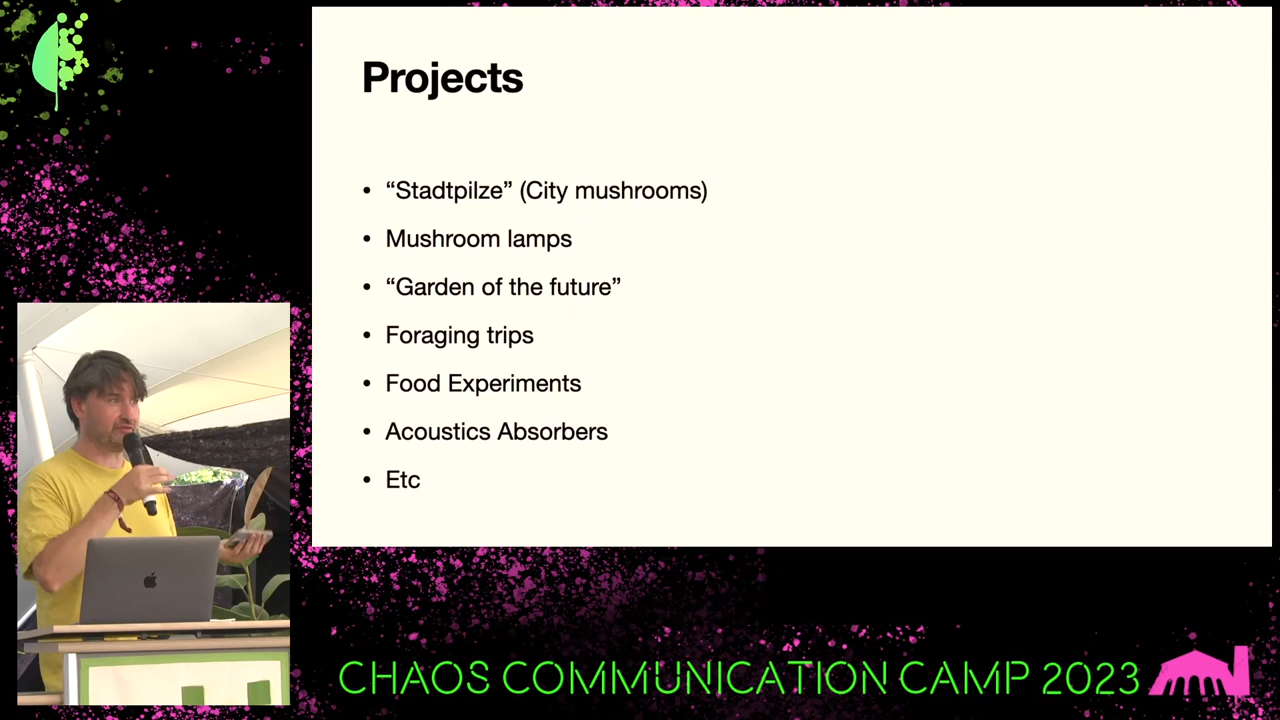 Projects
• “Stadtpilze” (City mushrooms)
• Mushroom lamps
• “Garden of the future”
• Foraging trips
• Food Experiments
• Acoustics Absorbers
• Etc
CHAOS COMMUNICATION CAMP 2023